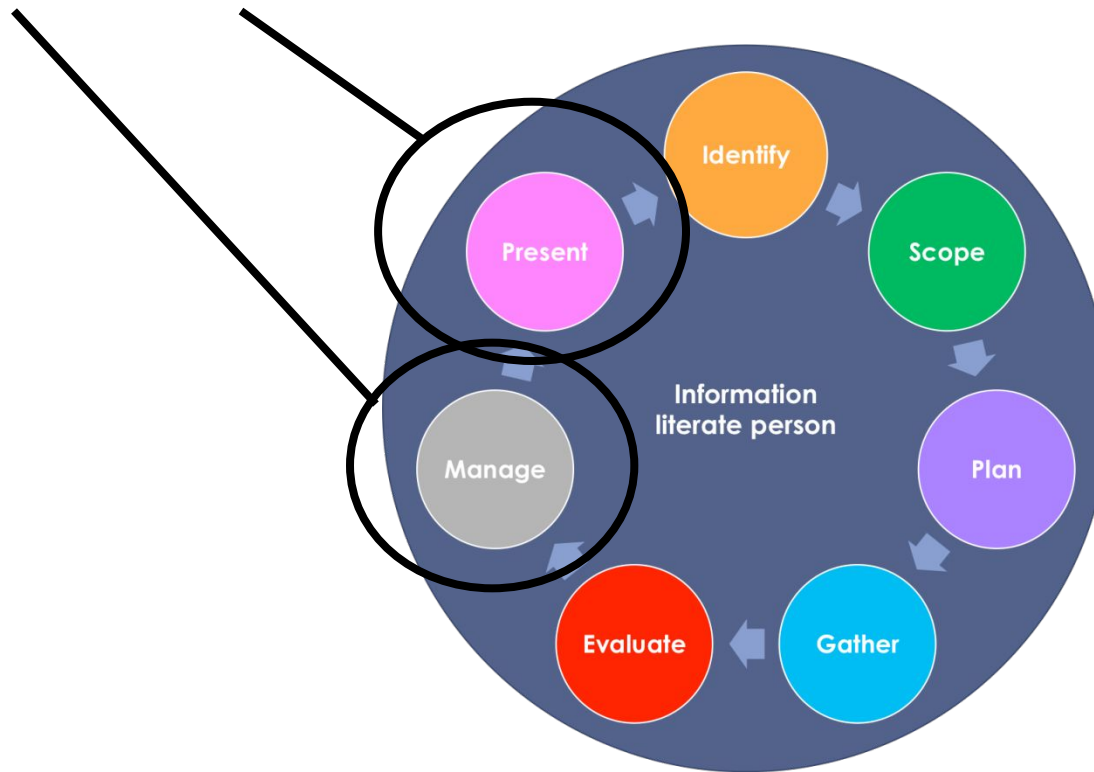 Identify
Scope
Plan
Gather
Evaluate
Manage
Present
Information
literate person